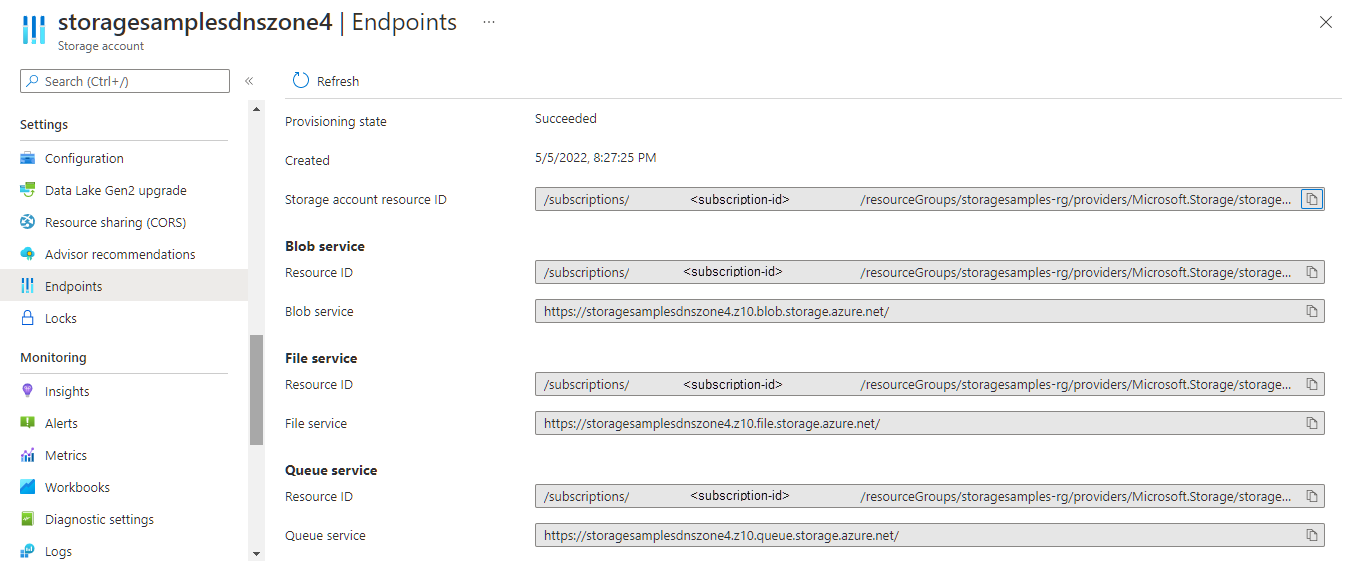 storagesamplesdnszone4 | Endpoints ...
Storage account
Search (Ctrl+/)
«
Refresh
Settings
Configuration
Data Lake Gen2 upgrade
Resource sharing (CORS)
Advisor recommendations
Endpoints
Locks
Monitoring
Insights
Alerts
Metrics
Workbooks
Diagnostic settings
Logs
Provisioning state Succeeded
Created 5/5/2022, 8:27:25 PM
Storage account resource ID /subscriptions/ <subscription-id> /resourceGroups/storagesamples-rg/providers/Microsoft.Storage/storage...
Blob service
Resource ID /subscriptions/ <subscription-id> /resourceGroups/storagesamples-rg/providers/Microsoft.Storage/storage...
Blob service https://storagesamplesdnszone4.z10.blob.storage.azure.net/
File service
Resource ID /subscriptions/ <subscription-id> /resourceGroups/storagesamples-rg/providers/Microsoft.Storage/storage...
File service https://storagesamplesdnszone4.z10.file.storage.azure.net/
Queue service
Resource ID /subscriptions/ <subscription-id> /resourceGroups/storagesamples-rg/providers/Microsoft.Storage/storage...
Queue service https://storagesamplesdnszone4.z10.queue.storage.azure.net/